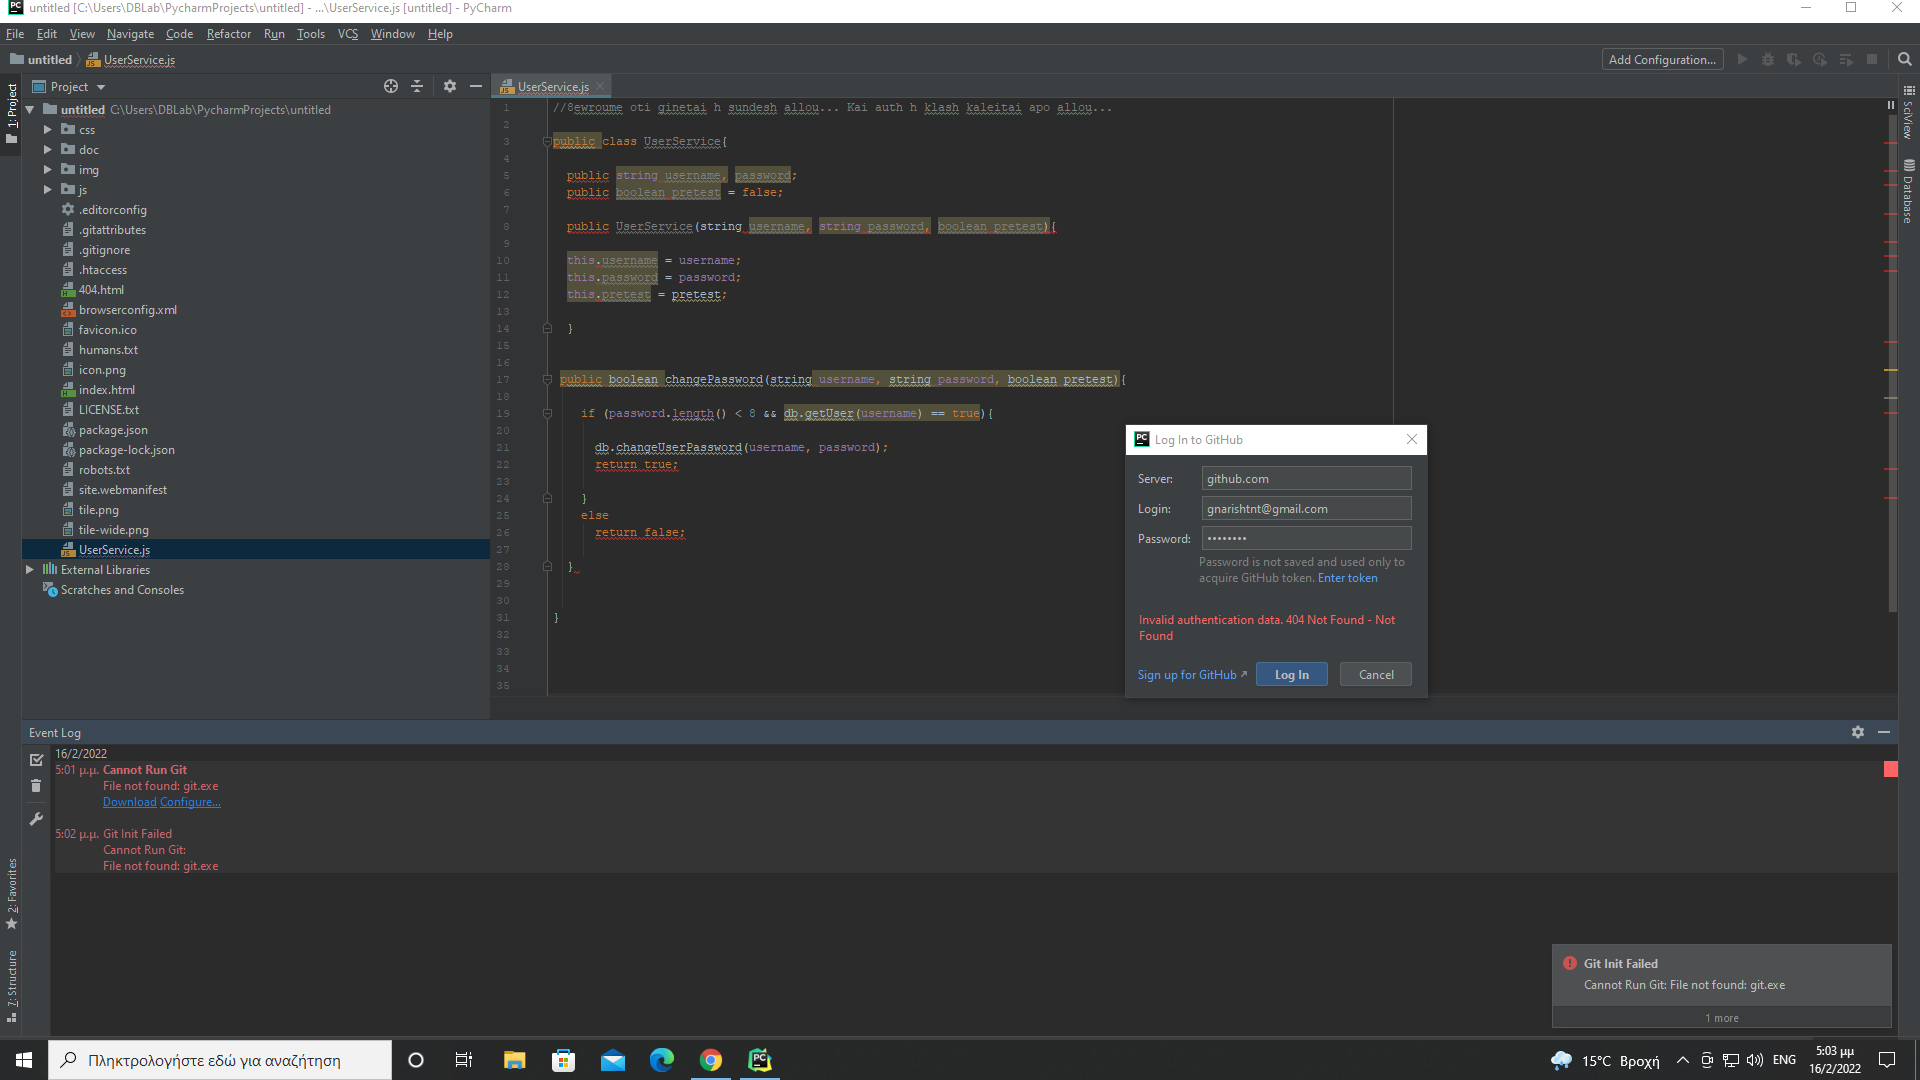 untitled [C:\Users\DBLab\PycharmProjects\untitled] - ...\UserService.js [untitled] - PyCharm
File Edit View Navigate Code Refactor Run Tools VCS Window Help
untitled UserService.js
Add Configuration...
1: Project
Project
untitled C:\Users\DBLab\PycharmProjects\untitled
css
doc
img
js
.editorconfig
.gitattributes
.gitignore
.htaccess
404.html
browserconfig.xml
favicon.ico
humans.txt
icon.png
index.html
LICENSE.txt
package.json
package-lock.json
robots.txt
site.webmanifest
tile.png
tile-wide.png
UserService.js
External Libraries
Scratches and Consoles
UserService.js
1 //8ewroume oti ginetai h sundesh allou... Kai auth h klash kaleitai apo allou...
2
3 public class UserService{
4
5 public string username, password;
6 public boolean pretest = false;
7
8 public UserService(string username, string password, boolean pretest){
9
10 this.username = username;
11 this.password = password;
12 this.pretest = pretest;
13
14 }
15
16
17 public boolean changePassword(string username, string password, boolean pretest){
18
19 if (password.length() < 8 && db.getUser(username) == true){
20
21 db.changeUserPassword(username, password);
22 return true;
23
24 }
25 else
26 return false;
27
28 }
29
30
31 }
32
33
34
35
SciView
Database
Log In to GitHub
Server: github.com
Login: gnarishtnt@gmail.com
Password: ••••••••
Password is not saved and used only to
acquire GitHub token. Enter token
Invalid authentication data. 404 Not Found - Not
Found
Sign up for GitHub Log In Cancel
Event Log
16/2/2022
5:01 μ.μ. Cannot Run Git
File not found: git.exe
Download Configure...
5:02 μ.μ. Git Init Failed
Cannot Run Git:
File not found: git.exe
2: Favorites
7: Structure
Git Init Failed
Cannot Run Git: File not found: git.exe
1 more
Πληκτρολογήστε εδώ για αναζήτηση
15°C Βροχή
ENG
5:03 μμ
16/2/2022